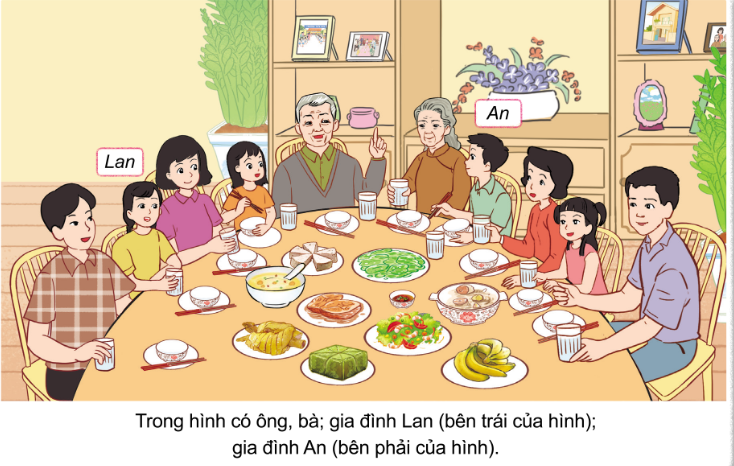 Lan
An
Trong hình có ông, bà; gia đình Lan (bên trái của hình);
gia đình An (bên phải của hình).